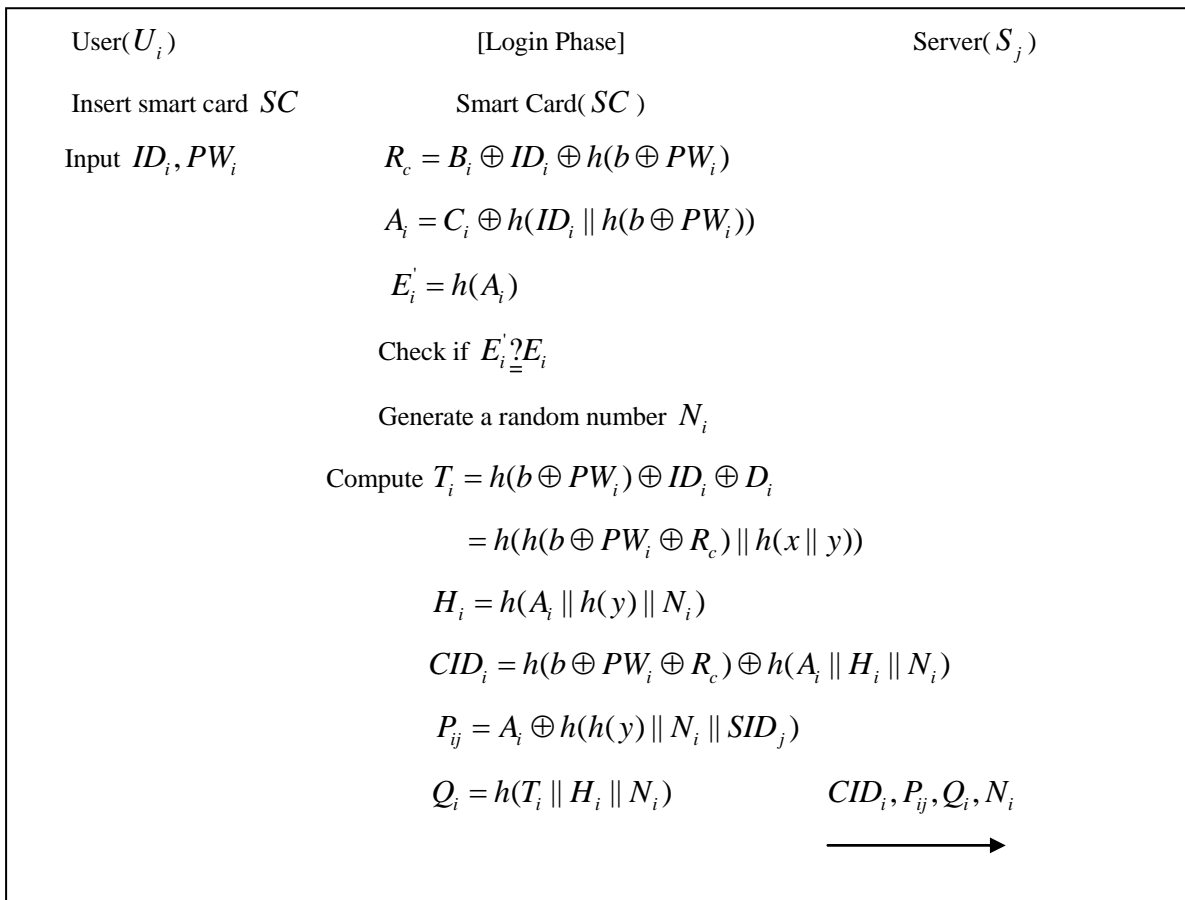 User(U_i) [Login Phase] Server(S_j)
Insert smart card SC Smart Card(SC)
Input ID_i, PW_i R_c = B_i ⊕ ID_i ⊕ h(b ⊕ PW_i)
A_i = C_i ⊕ h(ID_i || h(b ⊕ PW_i))
E_i' = h(A_i)
Check if E_i' ?= E_i
Generate a random number N_i
Compute T_i = h(b ⊕ PW_i) ⊕ ID_i ⊕ D_i
= h(h(b ⊕ PW_i ⊕ R_c) || h(x || y))
H_i = h(A_i || h(y) || N_i)
CID_i = h(b ⊕ PW_i ⊕ R_c) ⊕ h(A_i || H_i || N_i)
P_ij = A_i ⊕ h(h(y) || N_i || SID_j)
Q_i = h(T_i || H_i || N_i) CID_i, P_ij, Q_i, N_i